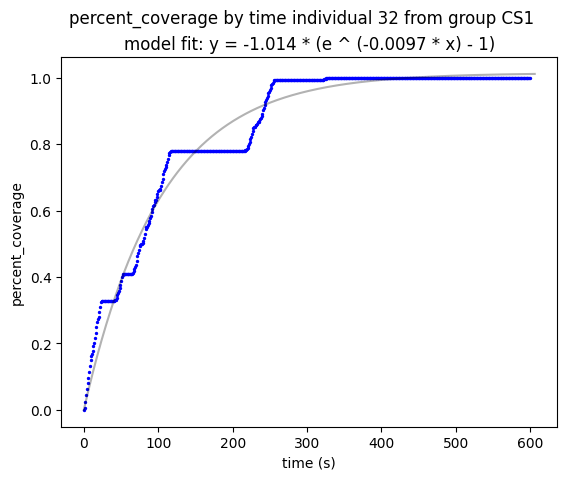 percent_coverage by time individual 32 from group CS1
model fit: y = -1.014 * (e ^ (-0.0097 * x) - 1)
1.0
0.8
0.6
0.4
0.2
0.0
percent_coverage
0 100 200 300 400 500 600
time (s)